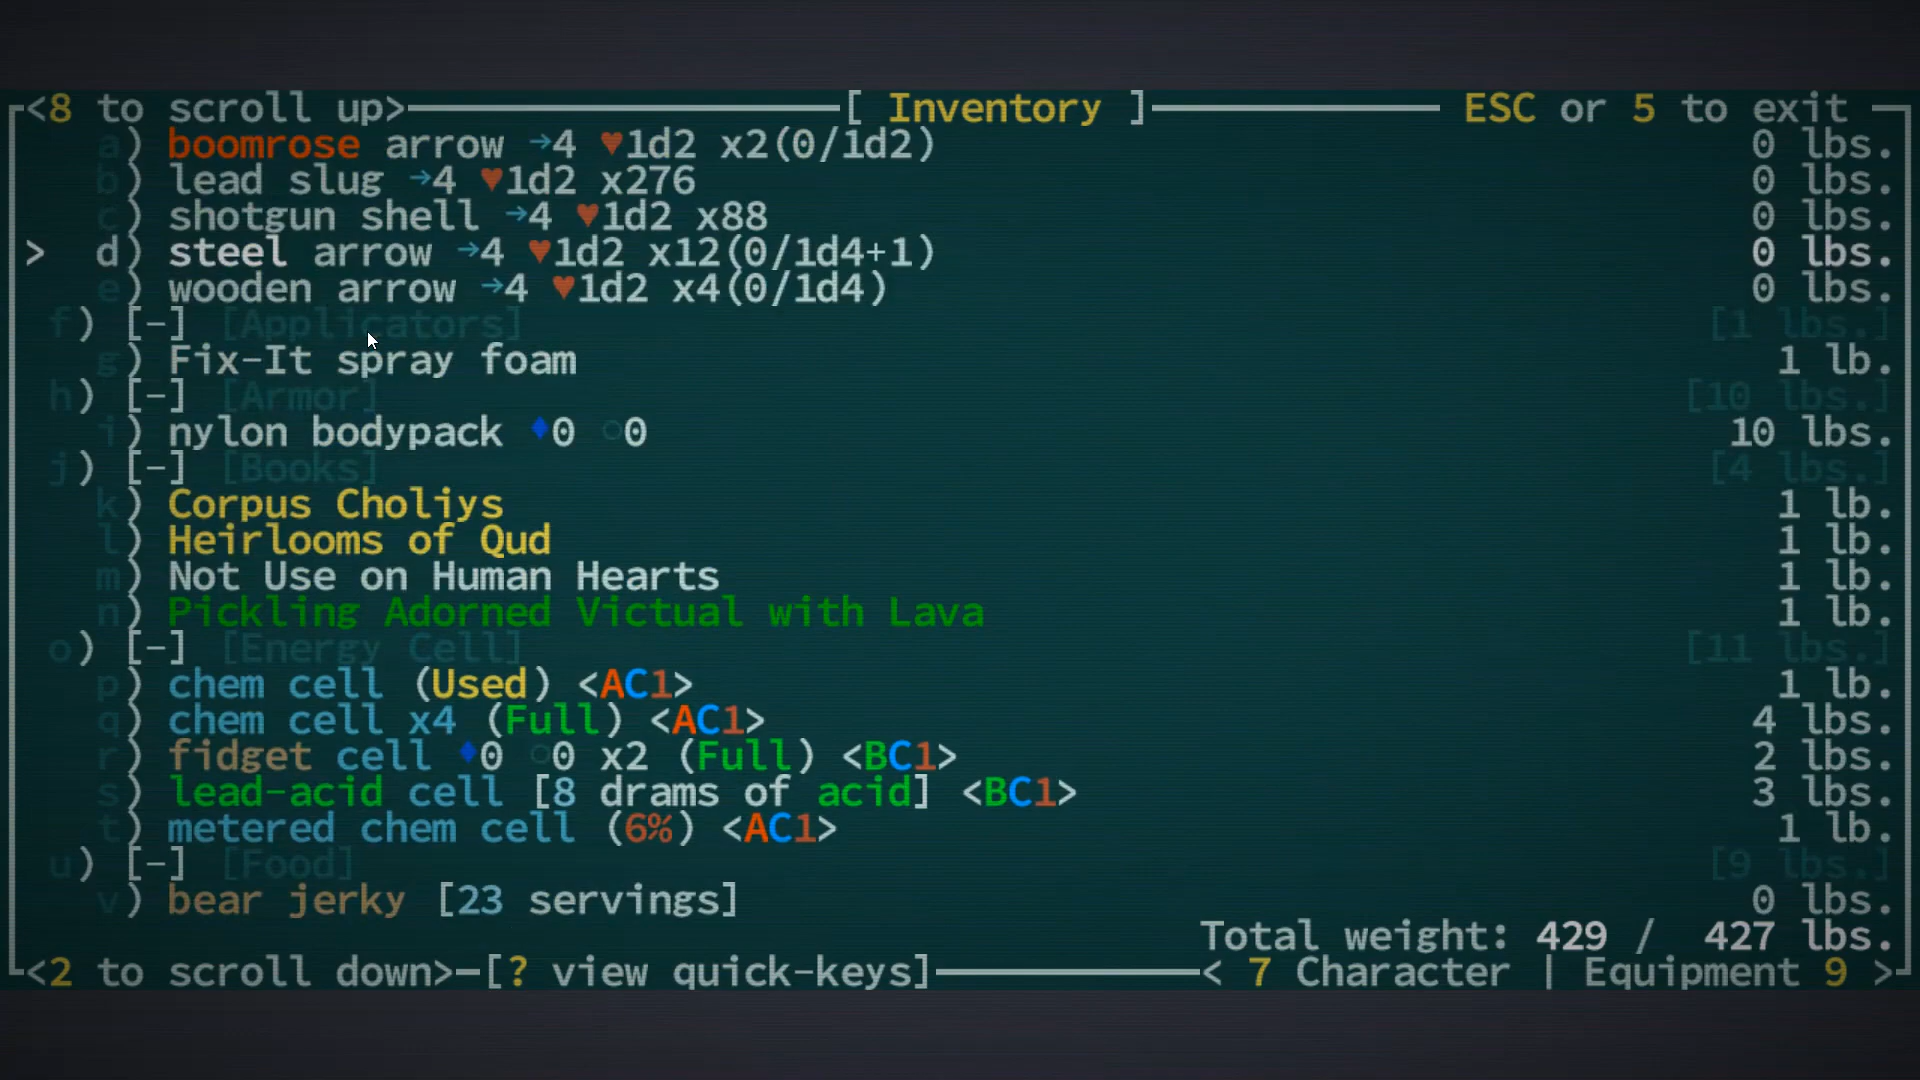 <8 to scroll up> [ Inventory ] ESC or 5 to exit
a) boomrose arrow →4 ♥1d2 x2(0/1d2) 0 lbs.
b) lead slug →4 ♥1d2 x276 0 lbs.
c) shotgun shell →4 ♥1d2 x88 0 lbs.
> d) steel arrow →4 ♥1d2 x12(0/1d4+1) 0 lbs.
e) wooden arrow →4 ♥1d2 x4(0/1d4) 0 lbs.
f) [-] [Applicators] [1 lbs.]
g) Fix-It spray foam 1 lb.
h) [-] [Armor] [10 lbs.]
i) nylon bodypack ♦0 ○0 10 lbs.
j) [-] [Books] [4 lbs.]
k) Corpus Choliys 1 lb.
l) Heirlooms of Qud 1 lb.
m) Not Use on Human Hearts 1 lb.
n) Pickling Adorned Victual with Lava 1 lb.
o) [-] [Energy Cell] [11 lbs.]
p) chem cell (Used) <AC1> 1 lb.
q) chem cell x4 (Full) <AC1> 4 lbs.
r) fidget cell ♦0 ○0 x2 (Full) <BC1> 2 lbs.
s) lead-acid cell [8 drams of acid] <BC1> 3 lbs.
t) metered chem cell (6%) <AC1> 1 lb.
u) [-] [Food] [9 lbs.]
v) bear jerky [23 servings] 0 lbs.
Total weight: 429 / 427 lbs.
<2 to scroll down> [? view quick-keys] < 7 Character | Equipment 9 >